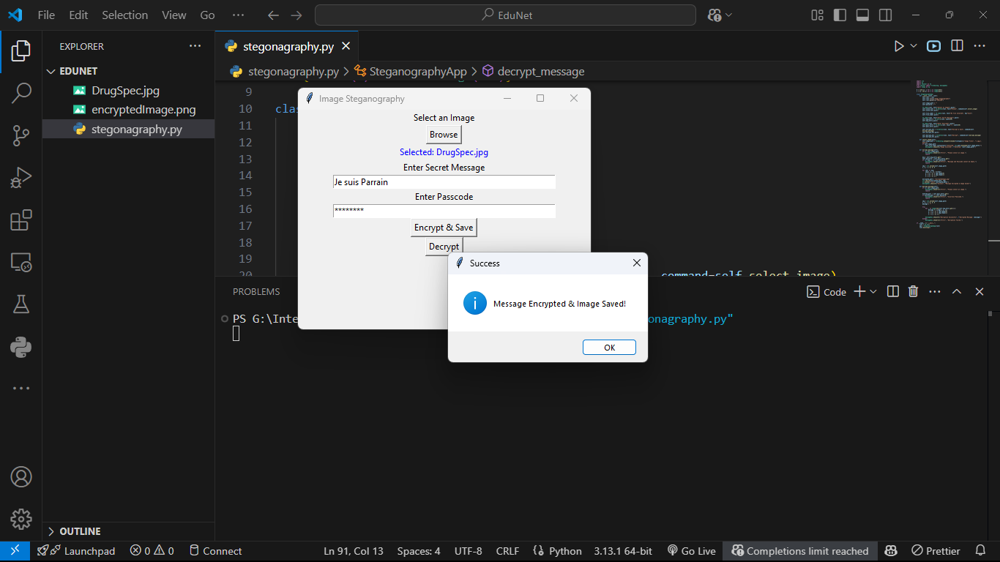 File Edit Selection View Go ··· EduNet
EXPLORER ···
EDUNET
DrugSpec.jpg
encryptedImage.png
stegonagraphy.py
OUTLINE
stegonagraphy.py
stegonagraphy.py > SteganographyApp > decrypt_message
9
10 clas
11
12
13
14
15
16
17
18
19
20 command=self.select_image)
Image Steganography
Select an Image
Browse
Selected: DrugSpec.jpg
Enter Secret Message
Je suis Parrain
Enter Passcode
********
Encrypt & Save
Decrypt
Success
Message Encrypted & Image Saved!
OK
PROBLEMS
Code
PS G:\Inte onagraphy.py"
Launchpad 0 0 Connect Ln 91, Col 13 Spaces: 4 UTF-8 CRLF {} Python 3.13.1 64-bit Go Live Completions limit reached Prettier